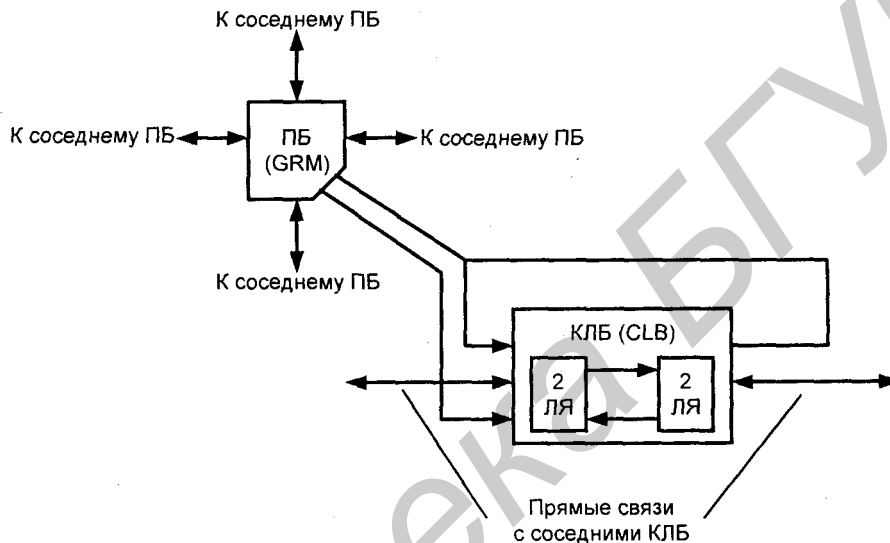 К соседнему ПБ
К соседнему ПБ
ПБ
(GRM)
К соседнему ПБ
К соседнему ПБ
КЛБ (CLB)
2
ЛЯ
2
ЛЯ
Прямые связи
с соседними КЛБ